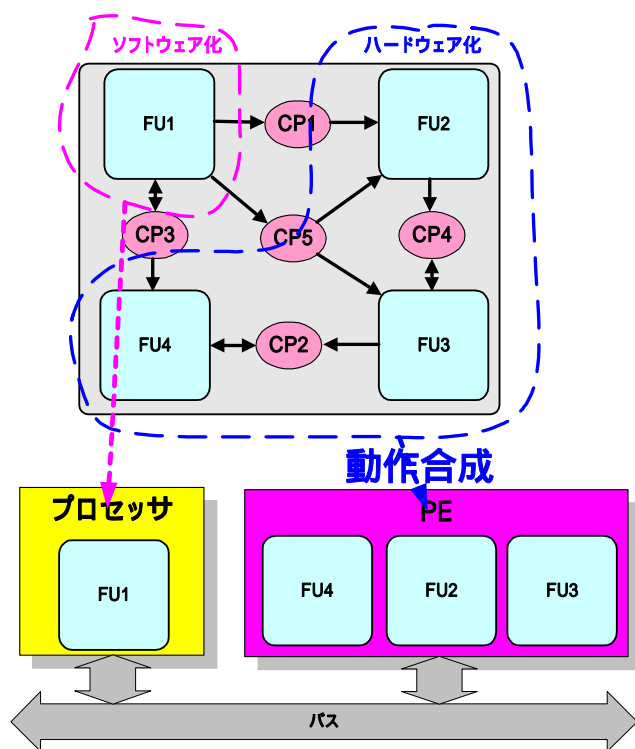 ソフトウェア化
ハードウェア化
FU1
CP1
FU2
CP3
CP5
CP4
FU4
CP2
FU3
動作合成
プロセッサ
PE
FU1
FU4
FU2
FU3
バス